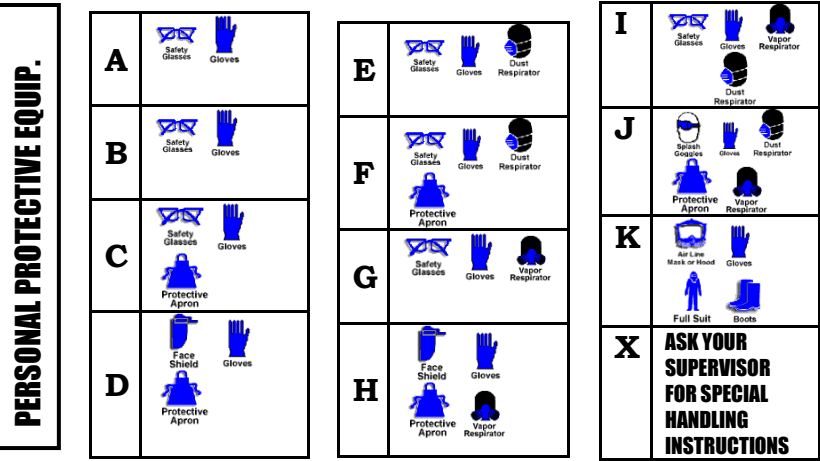 PERSONAL PROTECTIVE EQUIP.
A
Safety
Glasses
Gloves
B
Safety
Glasses
Gloves
C
Safety
Glasses
Gloves
Protective
Apron
D
Face
Shield
Gloves
Protective
Apron
E
Safety
Glasses
Gloves
Dust
Respirator
F
Safety
Glasses
Gloves
Dust
Respirator
Protective
Apron
G
Safety
Glasses
Gloves
Vapor
Respirator
H
Face
Shield
Gloves
Protective
Apron
Vapor
Respirator
I
Safety
Glasses
Gloves
Vapor
Respirator
Dust
Respirator
J
Splash
Goggles
Gloves
Dust
Respirator
Protective
Apron
Vapor
Respirator
K
Air Line
Mask or Hood
Gloves
Full Suit
Boots
X
ASK YOUR
SUPERVISOR
FOR SPECIAL
HANDLING
INSTRUCTIONS